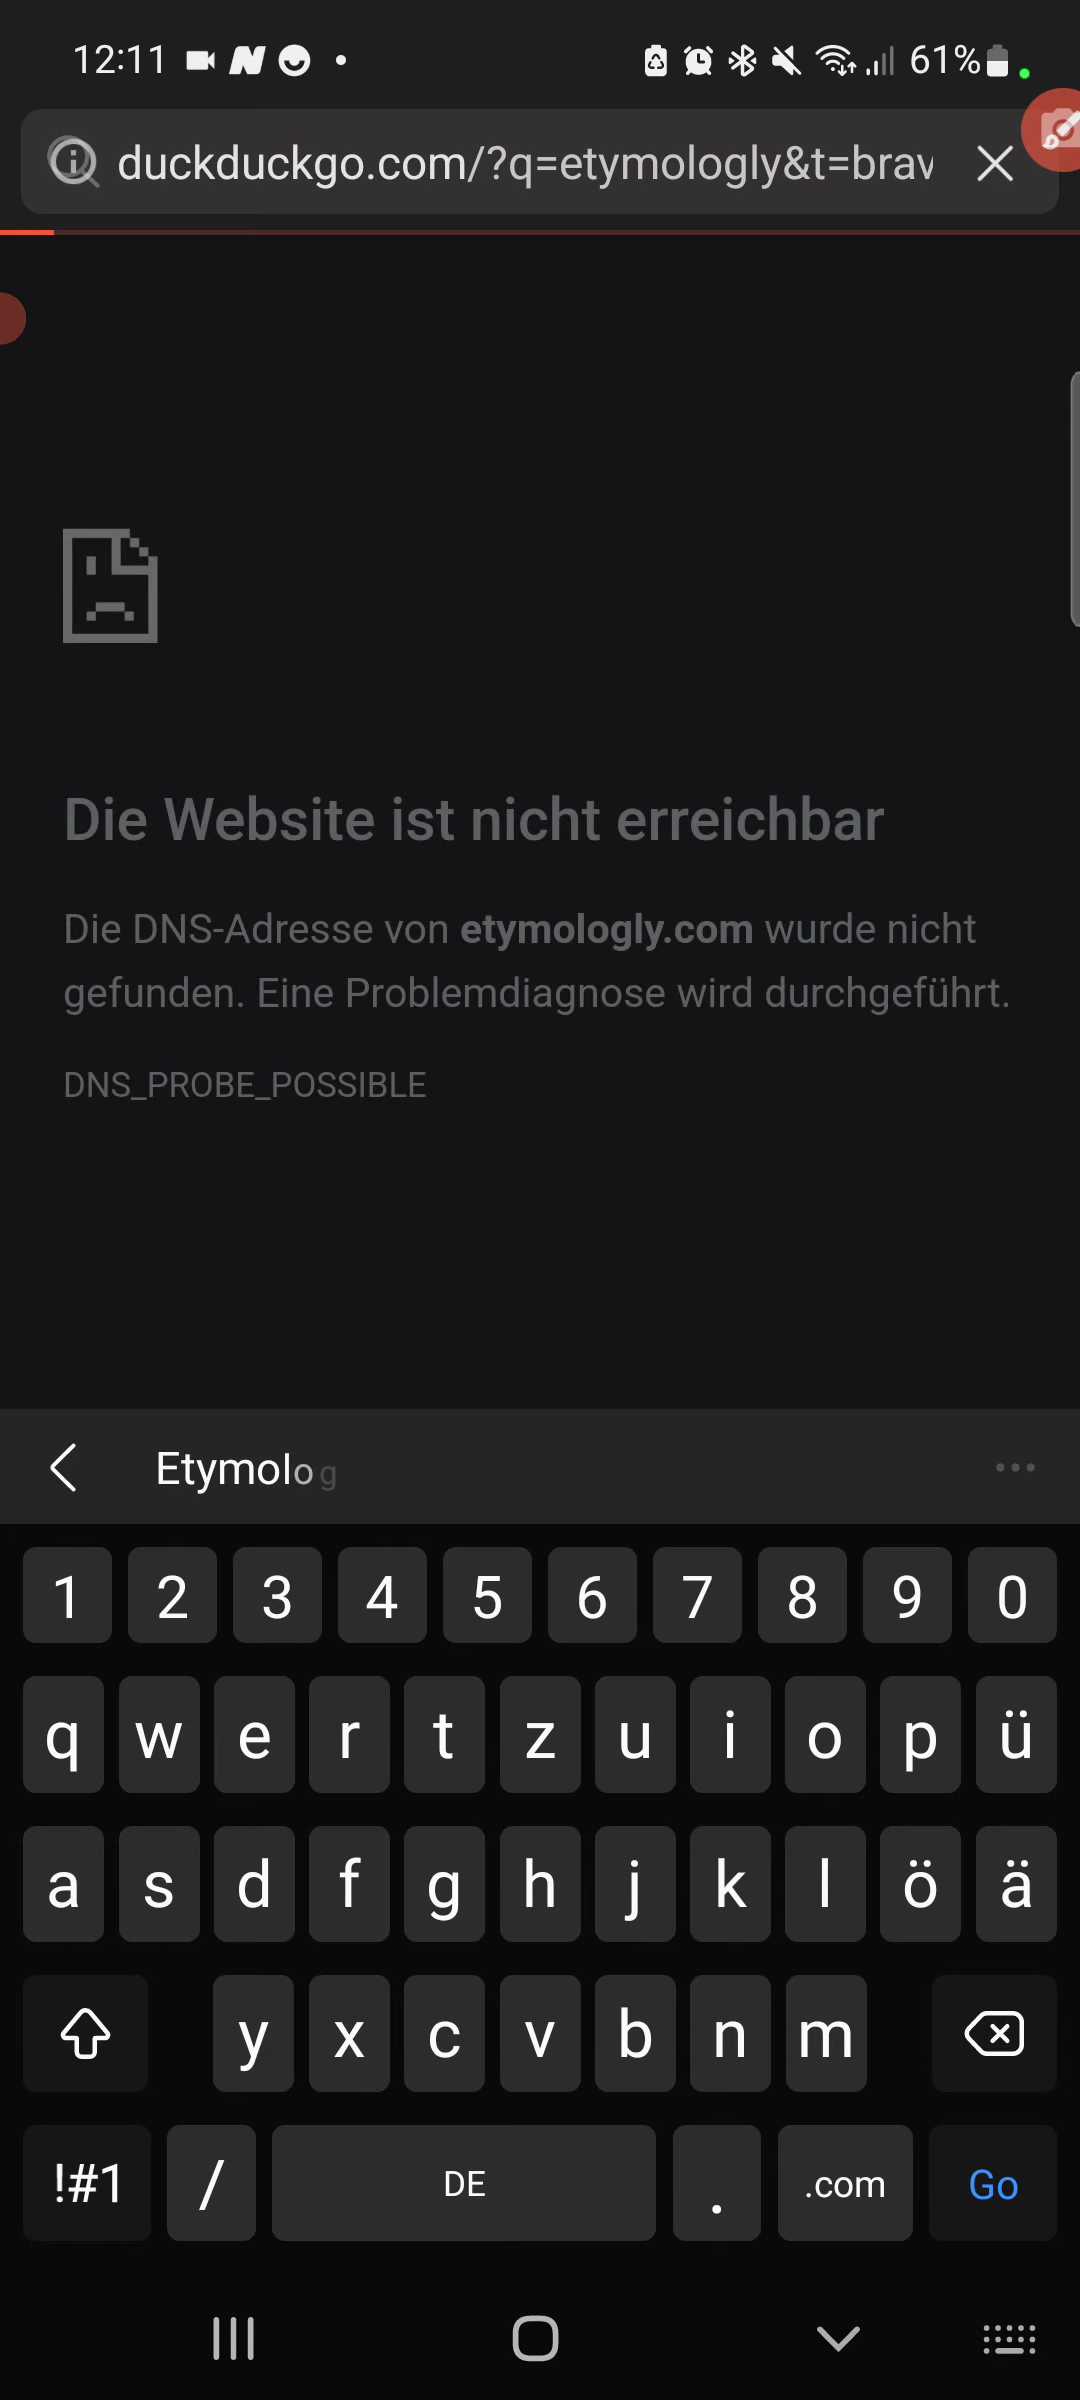 12:11 61%
duckduckgo.com/?q=etymologly&t=brav
Die Website ist nicht erreichbar
Die DNS-Adresse von etymologly.com wurde nicht
gefunden. Eine Problemdiagnose wird durchgeführt.
DNS_PROBE_POSSIBLE
Etymolog
1 2 3 4 5 6 7 8 9 0
q w e r t z u i o p ü
a s d f g h j k l ö ä
y x c v b n m
!#1 / DE . .com Go